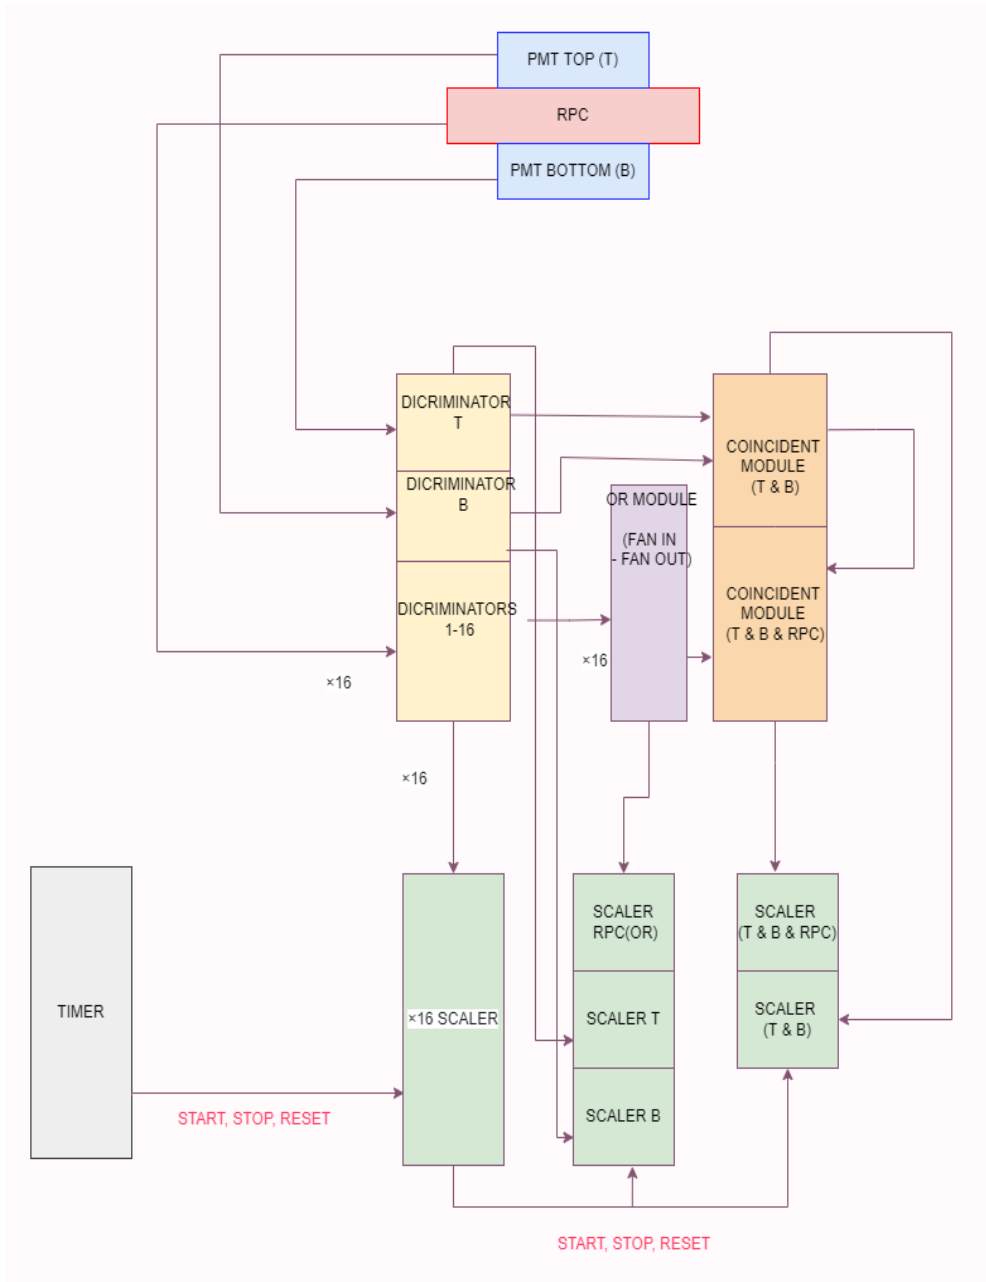 PMT TOP (T)
RPC
PMT BOTTOM (B)
DICRIMINATOR
T
DICRIMINATOR
B
DICRIMINATORS
1-16
×16
×16
OR MODULE
(FAN IN
- FAN OUT)
×16
COINCIDENT
MODULE
(T & B)
COINCIDENT
MODULE
(T & B & RPC)
TIMER
START, STOP, RESET
×16 SCALER
SCALER
RPC(OR)
SCALER T
SCALER B
SCALER
(T & B & RPC)
SCALER
(T & B)
START, STOP, RESET